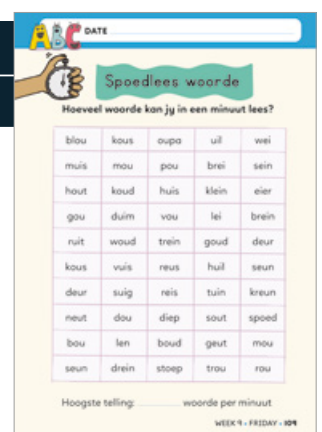 ABC DATE
Spoedlees woorde
Hoeveel woorde kan jy in een minuut lees?
blou kous oupa uil wei
muis mou pou brei sein
hout koud huis klein eier
gou duim vou lei brein
ruit woud trein goud deur
kous vuis reus huil seun
deur suig reis tuin kreun
neut dou diep sout spoed
bou len boud geut mou
seun drein stoep trou rou
Hoogste telling: woorde per minuut
WEEK 9 • FRIDAY • 109